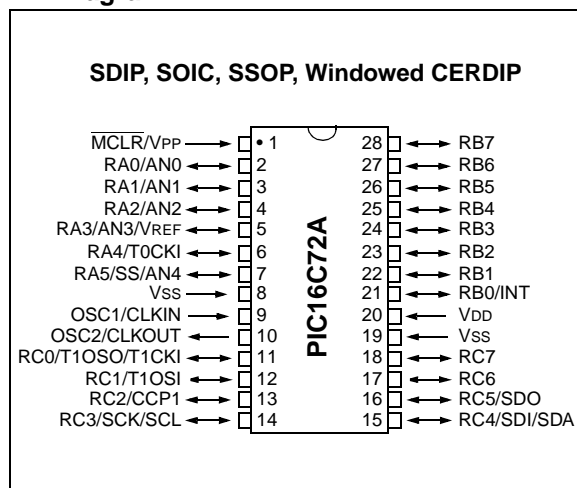 SDIP, SOIC, SSOP, Windowed CERDIP
MCLR/VPP • 1 28 RB7
RA0/AN0 2 27 RB6
RA1/AN1 3 26 RB5
RA2/AN2 4 25 RB4
RA3/AN3/VREF 5 24 RB3
RA4/T0CKI 6 23 RB2
RA5/SS/AN4 7 22 RB1
VSS 8 21 RB0/INT
OSC1/CLKIN 9 20 VDD
OSC2/CLKOUT 10 19 VSS
RC0/T1OSO/T1CKI 11 18 RC7
RC1/T1OSI 12 17 RC6
RC2/CCP1 13 16 RC5/SDO
RC3/SCK/SCL 14 15 RC4/SDI/SDA
PIC16C72A